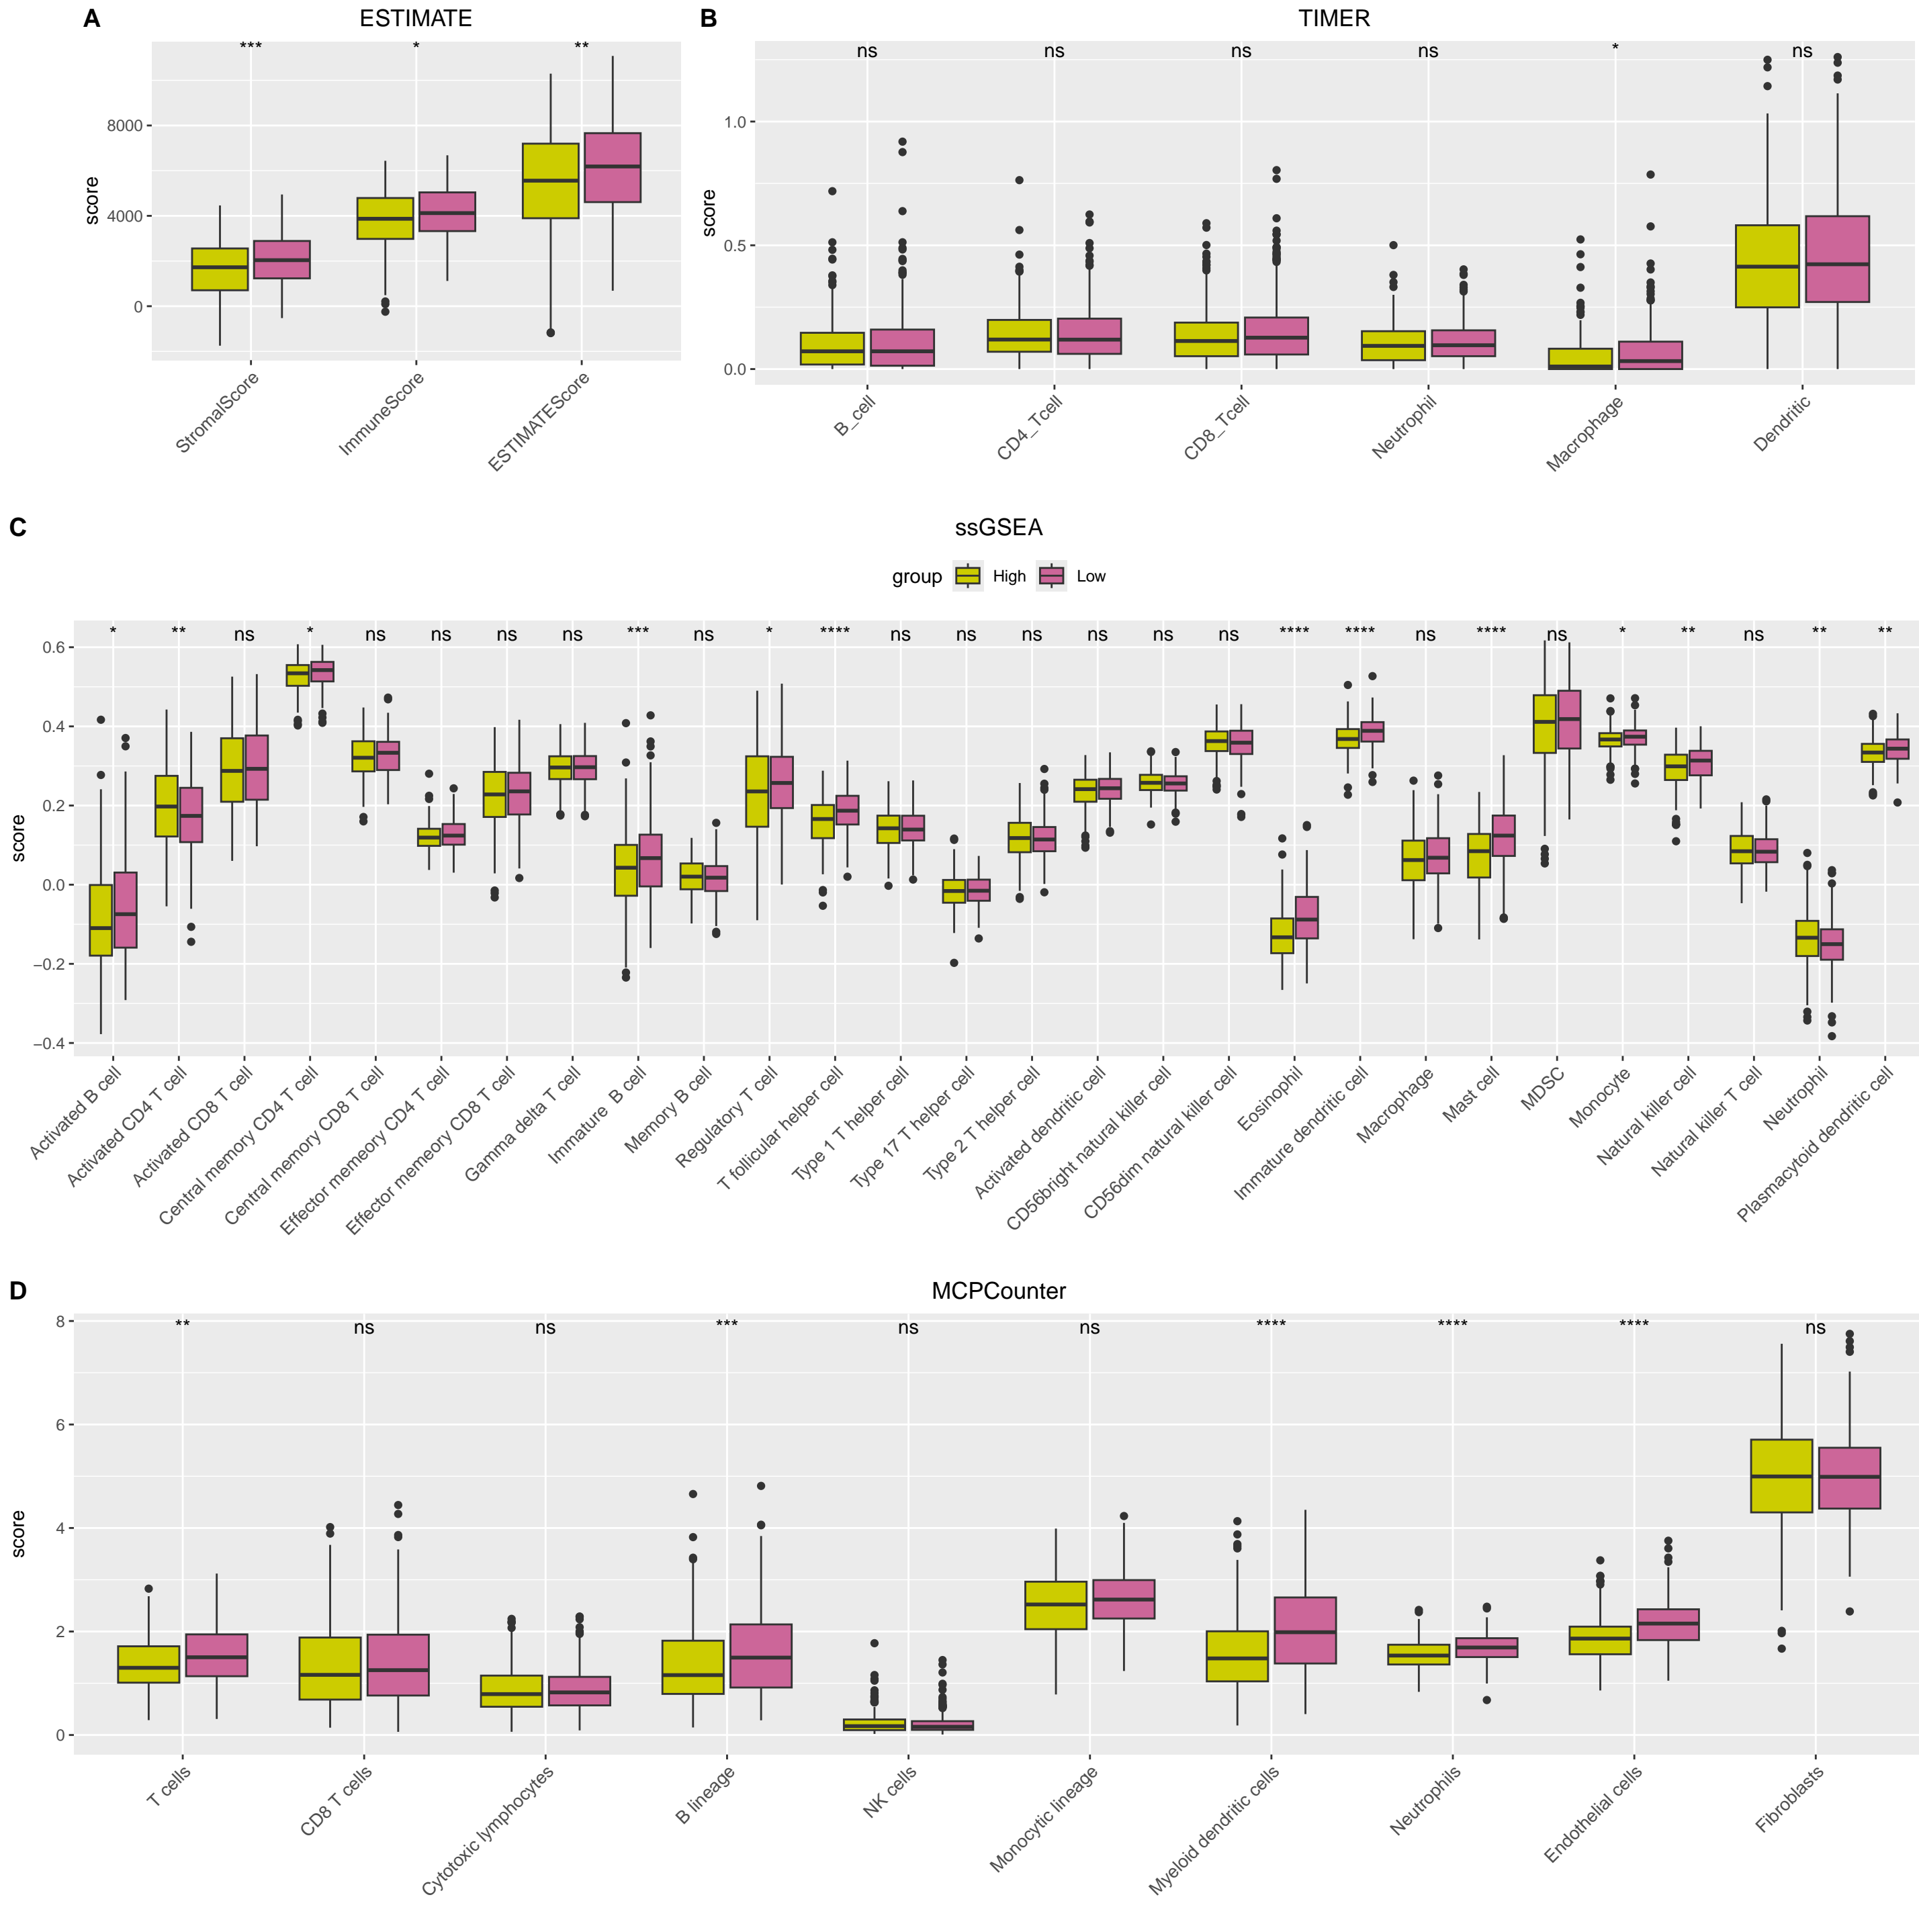 A
ESTIMATE
*** * **
score
8000
4000
0
StromalScore
ImmuneScore
ESTIMATEScore
B
TIMER
ns ns ns ns * ns
score
1.0
0.5
0.0
B_cell
CD4_Tcell
CD8_Tcell
Neutrophil
Macrophage
Dendritic
C
ssGSEA
group High Low
* ** ns * ns ns ns ns *** ns * **** ns ns ns ns ns ns **** **** ns **** ns * ** ns ** **
score
0.6
0.4
0.2
0.0
−0.2
−0.4
Activated B cell
Activated CD4 T cell
Activated CD8 T cell
Central memory CD4 T cell
Central memory CD8 T cell
Effector memeory CD4 T cell
Effector memeory CD8 T cell
Gamma delta T cell
Immature  B cell
Memory B cell
Regulatory T cell
T follicular helper cell
Type 1 T helper cell
Type 17 T helper cell
Type 2 T helper cell
Activated dendritic cell
CD56bright natural killer cell
CD56dim natural killer cell
Eosinophil
Immature dendritic cell
Macrophage
Mast cell
MDSC
Monocyte
Natural killer cell
Natural killer T cell
Neutrophil
Plasmacytoid dendritic cell
D
MCPCounter
** ns ns *** ns ns **** **** **** ns
score
8
6
4
2
0
T cells
CD8 T cells
Cytotoxic lymphocytes
B lineage
NK cells
Monocytic lineage
Myeloid dendritic cells
Neutrophils
Endothelial cells
Fibroblasts